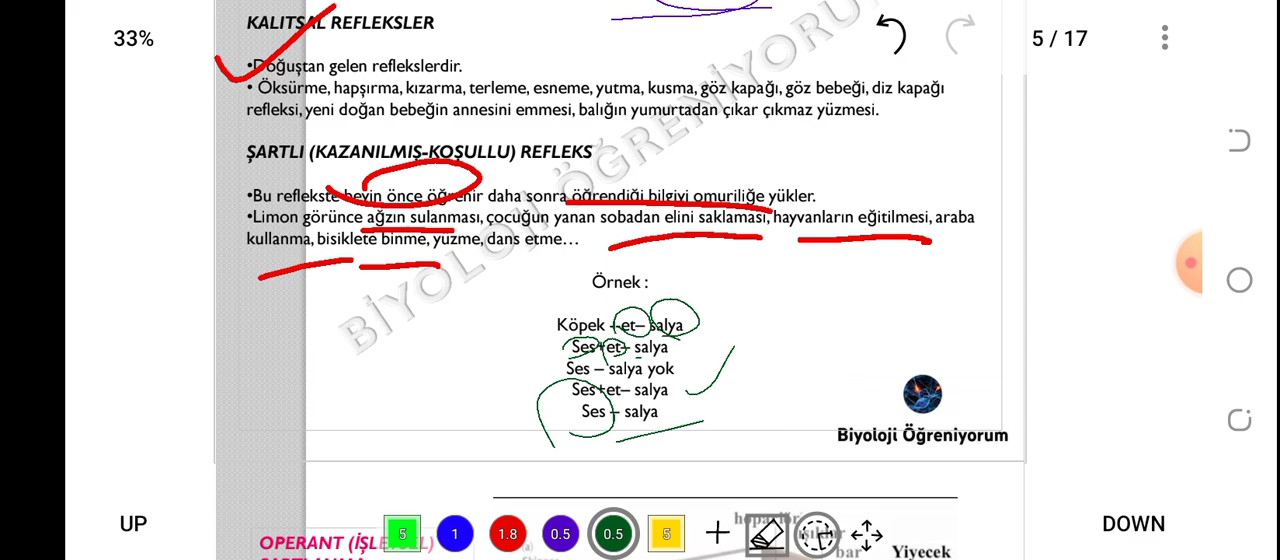 33%
KALITSAL REFLEKSLER
5 / 17
•Doğuştan gelen reflekslerdir.
• Öksürme, hapşırma, kızarma, terleme, esneme, yutma, kusma, göz kapağı, göz bebeği, diz kapağı
refleksi, yeni doğan bebeğin annesini emmesi, balığın yumurtadan çıkar çıkmaz yüzmesi.
ŞARTLI (KAZANILMIŞ-KOŞULLU) REFLEKS
•Bu reflekste beyin önce öğrenir daha sonra öğrendiği bilgiyi omuriliğe yükler.
•Limon görünce ağzın sulanması, çocuğun yanan sobadan elini saklaması, hayvanların eğitilmesi, araba
kullanma, bisiklete binme, yüzme, dans etme…
BİYOLOJİ ÖĞRENİYORUM
Örnek :
Köpek – et– salya
Ses+et– salya
Ses – salya yok
Ses+et– salya
Ses – salya
Biyoloji Öğreniyorum
UP
5
1
1.8
0.5
0.5
5
DOWN
OPERANT
Yiyecek